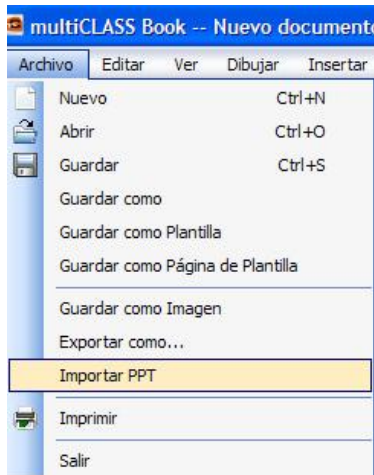 multiCLASS Book -- Nuevo documento
Archivo Editar Ver Dibujar Insertar
Nuevo Ctrl+N
Abrir Ctrl+O
Guardar Ctrl+S
Guardar como
Guardar como Plantilla
Guardar como Página de Plantilla
Guardar como Imagen
Exportar como...
Importar PPT
Imprimir
Salir